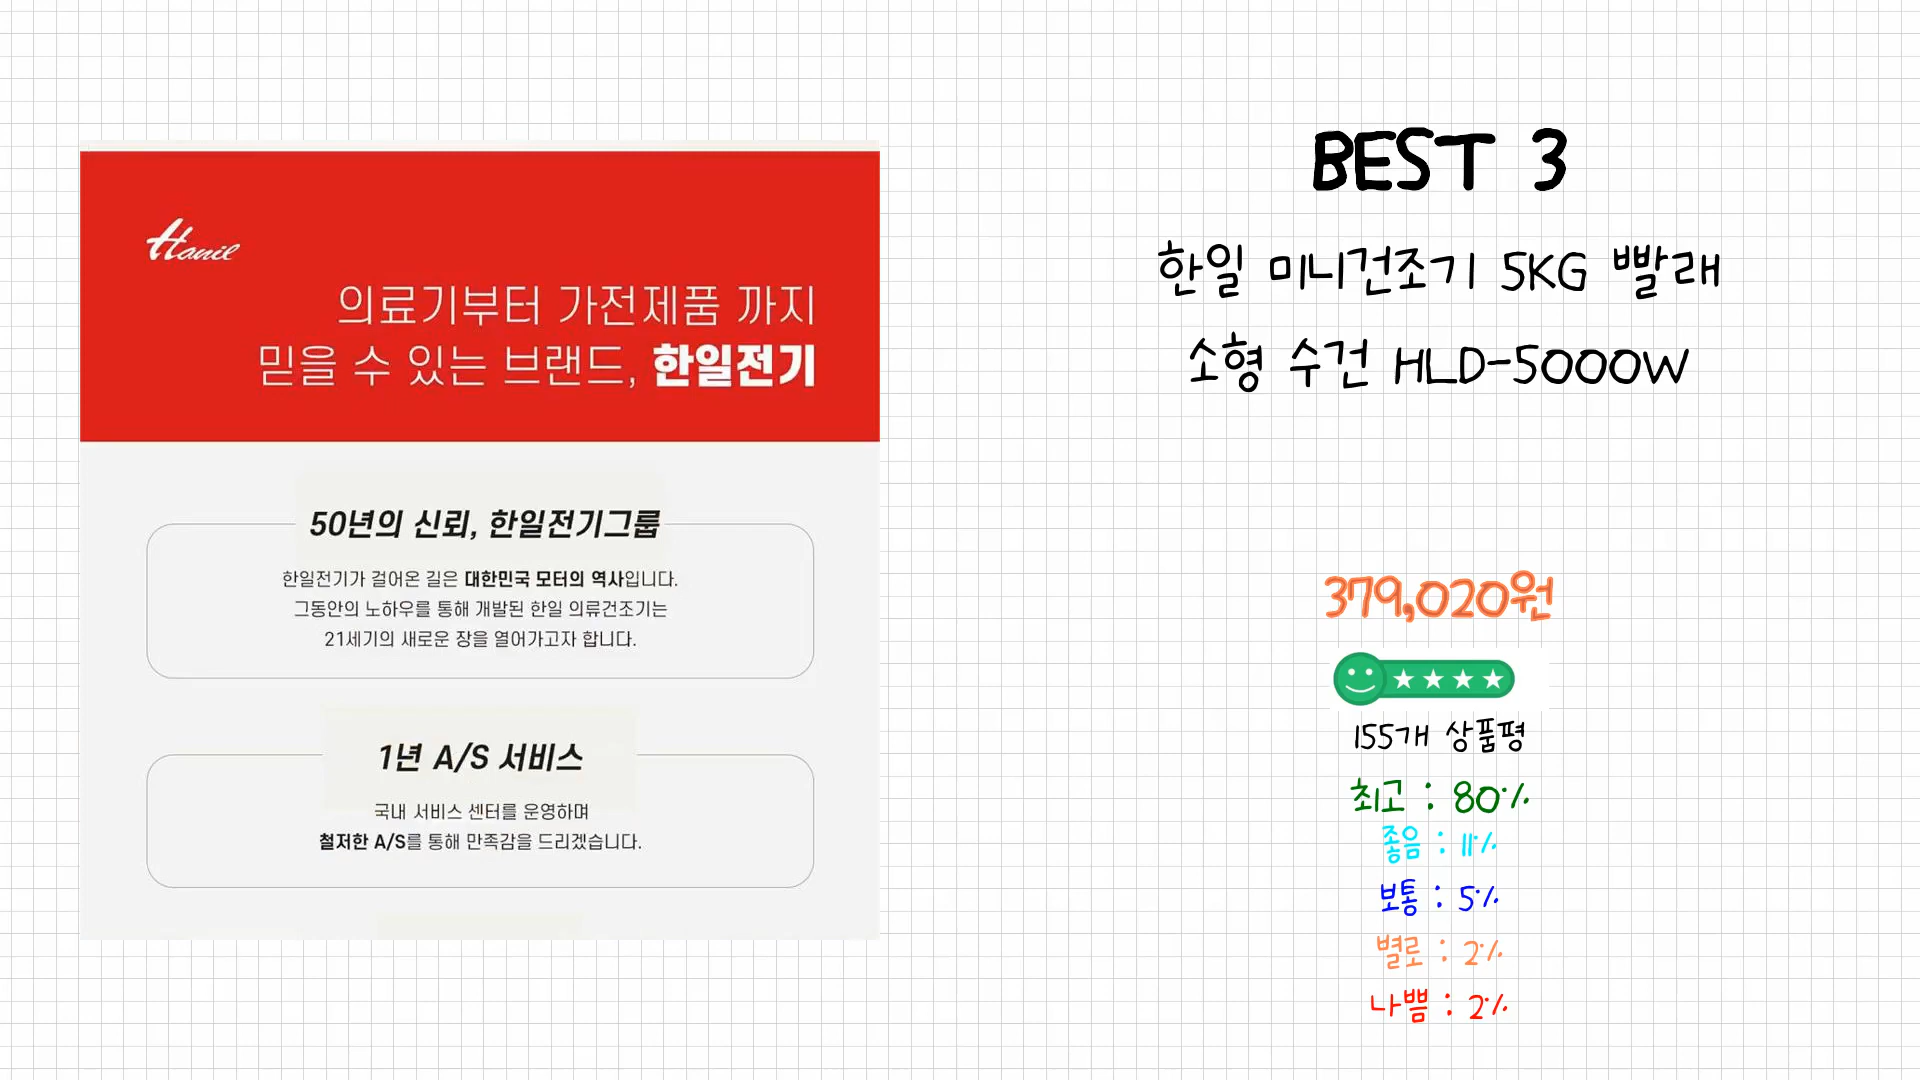 Hanil
의료기부터 가전제품 까지
믿을 수 있는 브랜드, 한일전기
50년의 신뢰, 한일전기그룹
한일전기가 걸어온 길은 대한민국 모터의 역사입니다.
그동안의 노하우를 통해 개발된 한일 의류건조기는
21세기의 새로운 장을 열어가고자 합니다.
1년 A/S 서비스
국내 서비스 센터를 운영하며
철저한 A/S를 통해 만족감을 드리겠습니다.
BEST 3
한일 미니건조기 5KG 빨래
소형 수건 HLD-5000W
379,020원
155개 상품평
최고 : 80%
좋음 : 11%
보통 : 5%
별로 : 2%
나쁨 : 2%